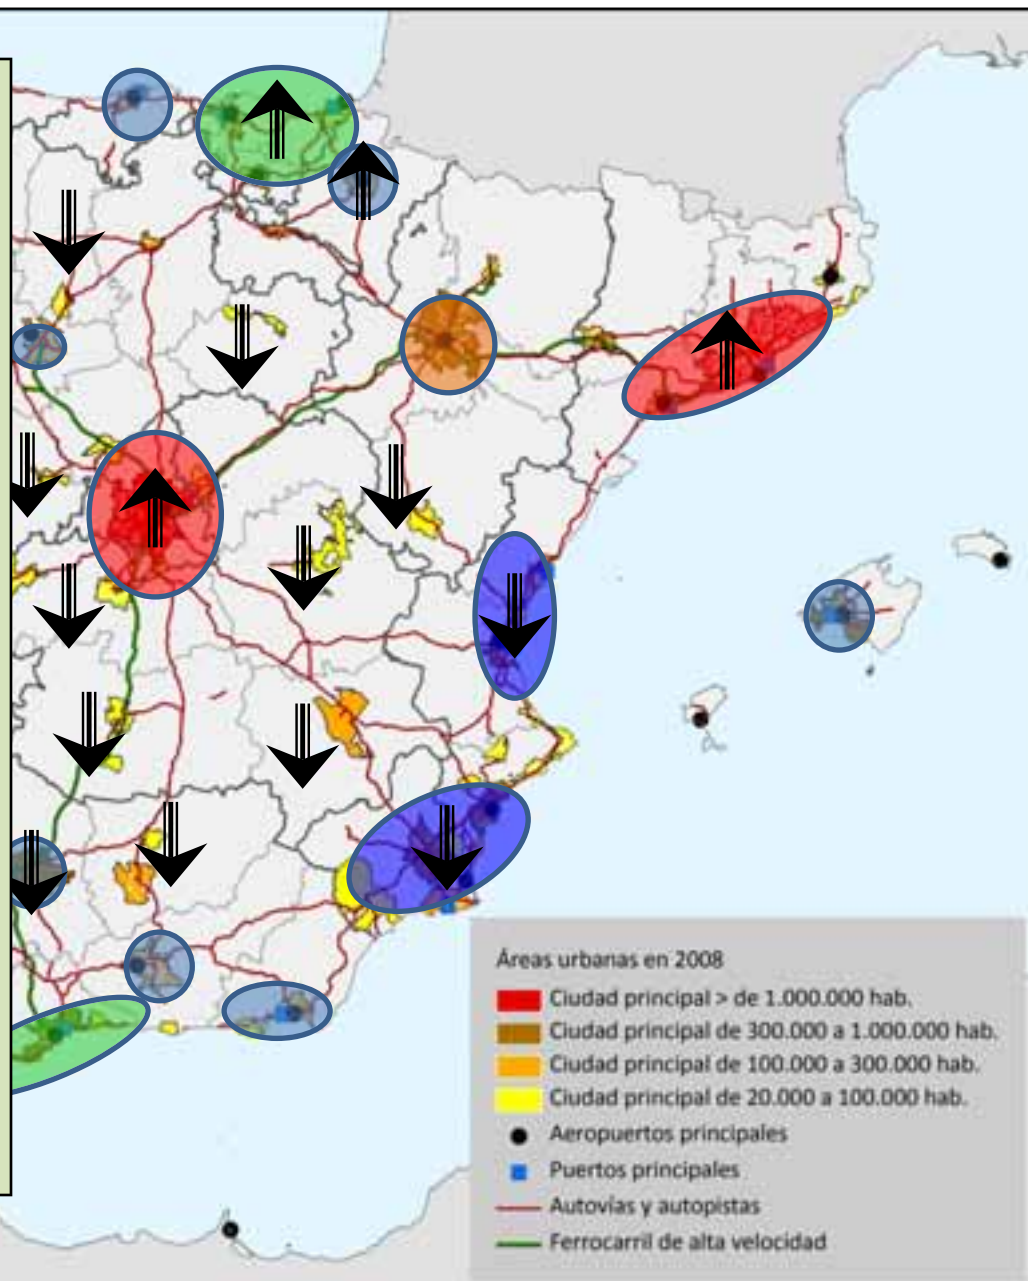 Áreas urbanas en 2008
Ciudad principal > de 1.000.000 hab.
Ciudad principal de 300.000 a 1.000.000 hab.
Ciudad principal de 100.000 a 300.000 hab.
Ciudad principal de 20.000 a 100.000 hab.
Aeropuertos principales
Puertos principales
Autovías y autopistas
Ferrocarril de alta velocidad